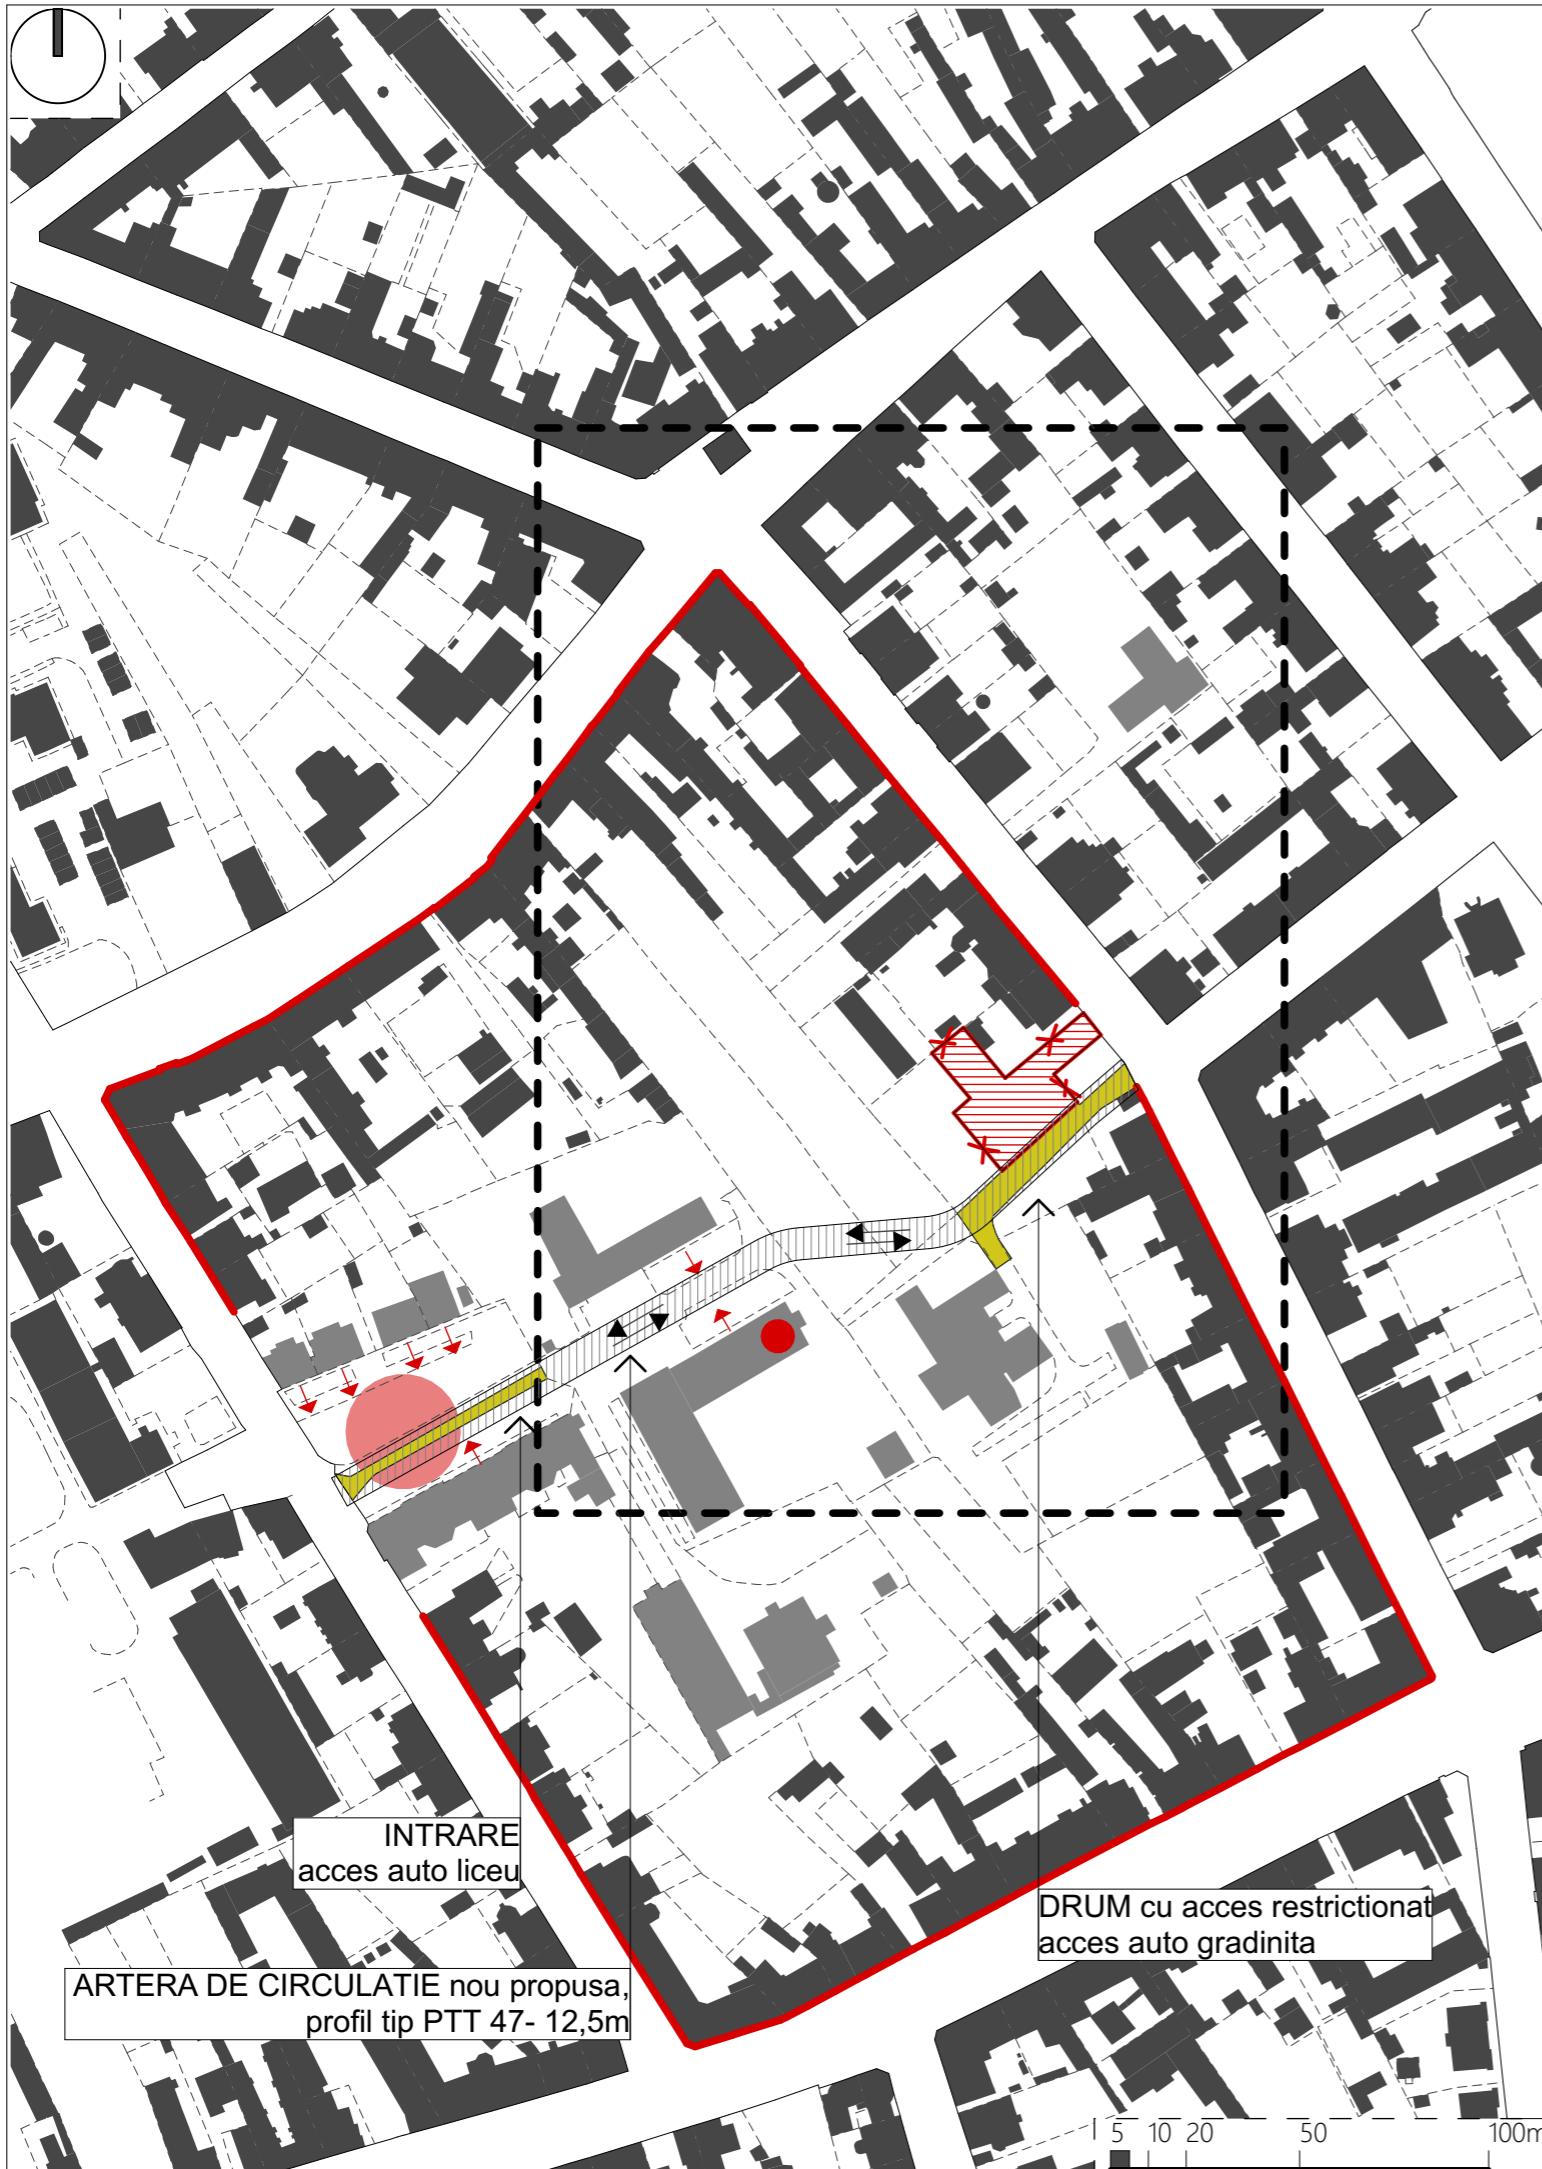 INTRARE
acces auto liceu
DRUM cu acces restrictionat
acces auto gradinita
ARTERA DE CIRCULATIE nou propusa,
profil tip PTT 47- 12,5m
5 10 20 50 100m